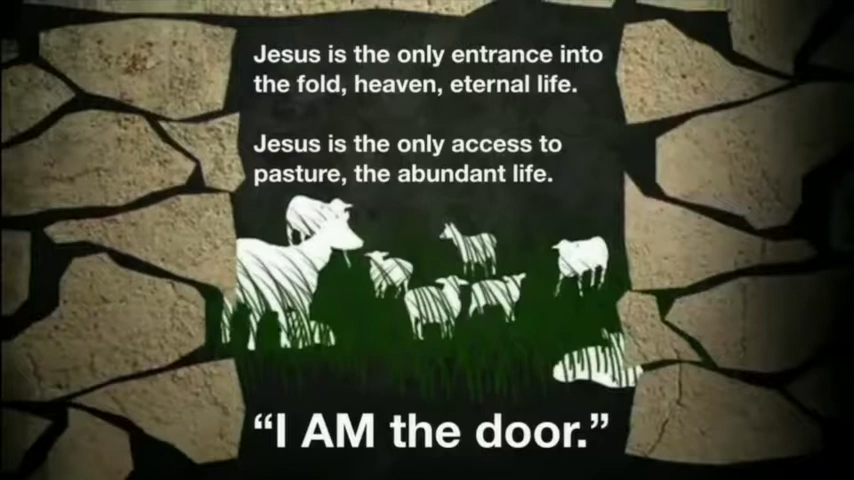 Jesus is the only entrance into
the fold, heaven, eternal life.
Jesus is the only access to
pasture, the abundant life.
“I AM the door.”